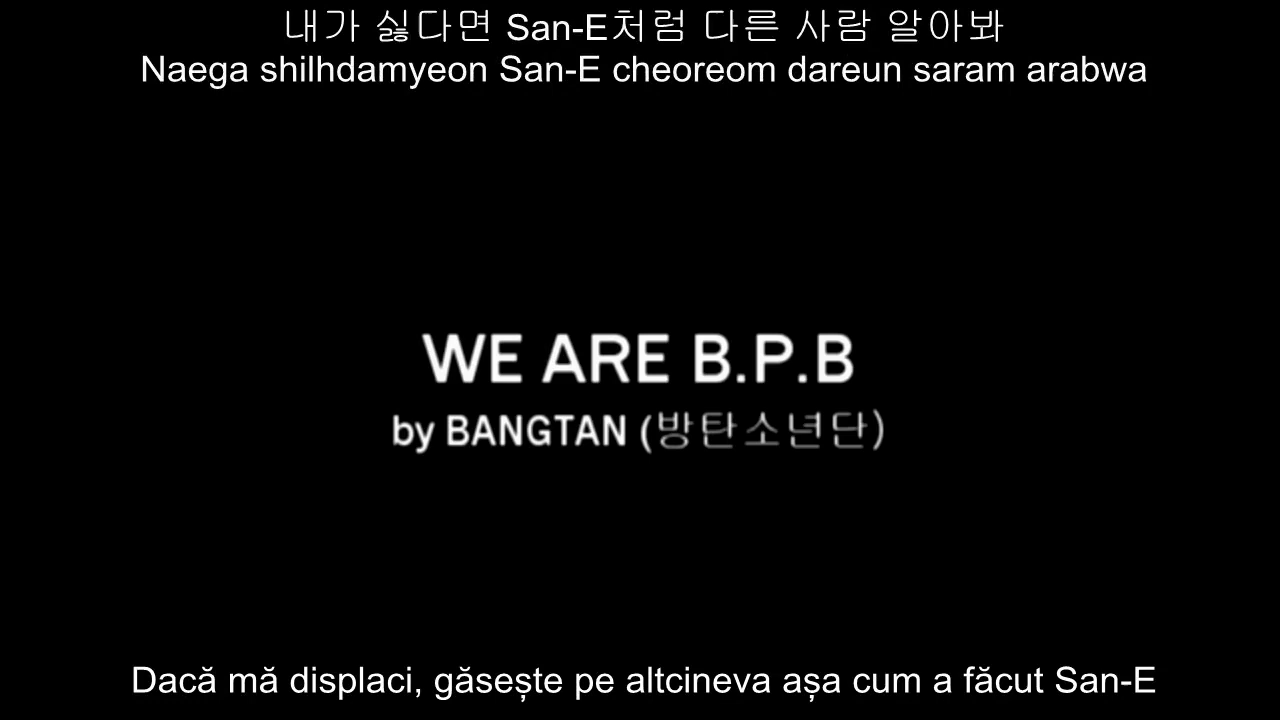 내가 싫다면 San-E처럼 다른 사람 알아봐
Naega shilhdamyeon San-E cheoreom dareun saram arabwa
WE ARE B.P.B
by BANGTAN (방탄소년단)
Dacă mă displaci, găsește pe altcineva așa cum a făcut San-E